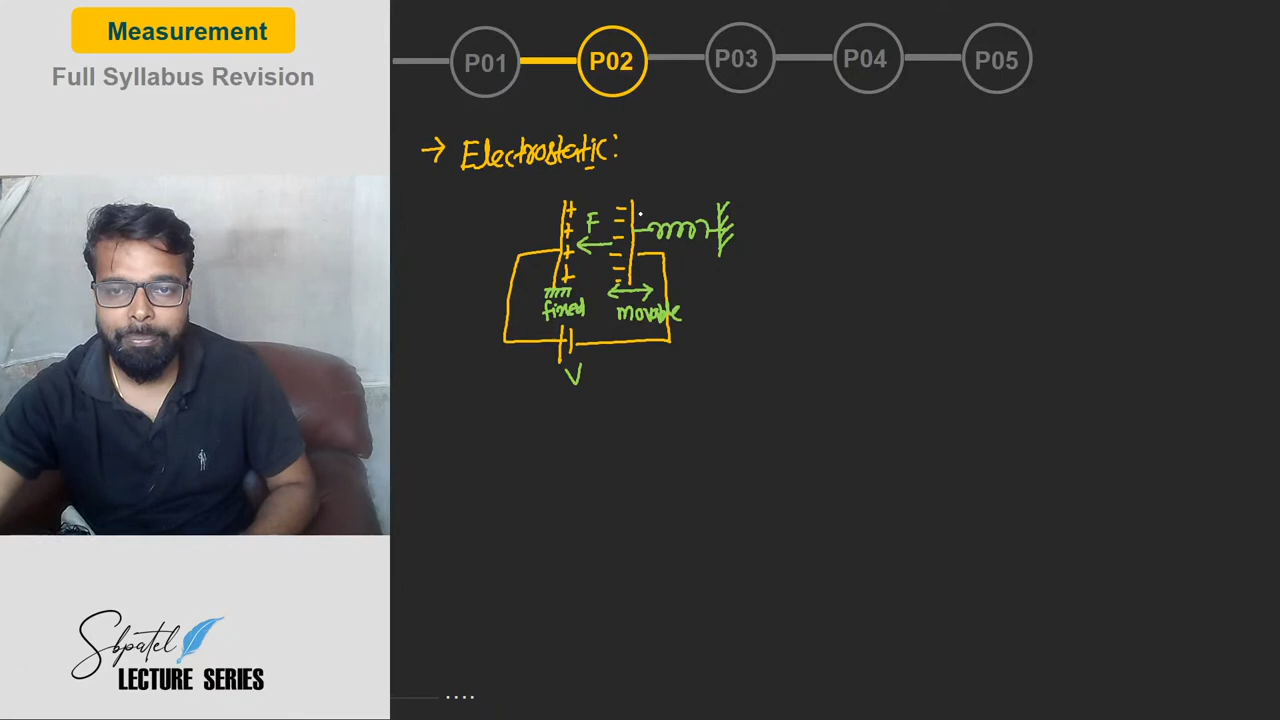 Measurement
Full Syllabus Revision
P01 P02 P03 P04 P05
→ Electrostatic:
+ + + +
F
fixed
movable
V
Sbpatel
LECTURE SERIES